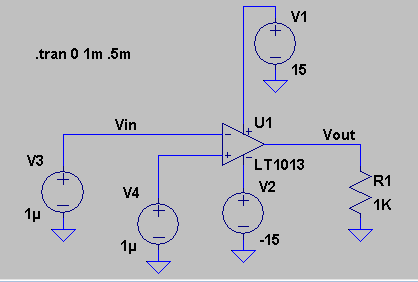 V1
.tran 0 1m .5m
15
U1
Vin
Vout
LT1013
V3
V4
V2
R1
1K
1µ
1µ
-15